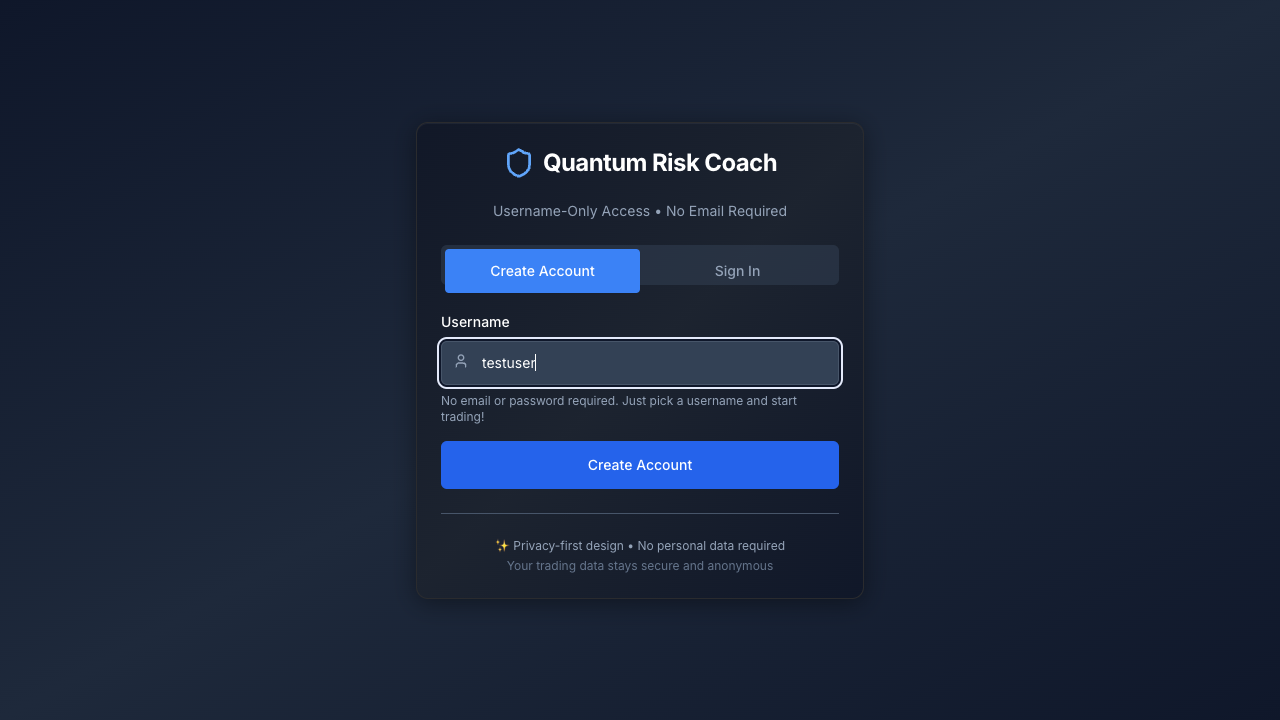 Quantum Risk Coach
Username-Only Access • No Email Required
Create Account
Sign In
Username
testuser
No email or password required. Just pick a username and start
trading!
Create Account
✨ Privacy-first design • No personal data required
Your trading data stays secure and anonymous